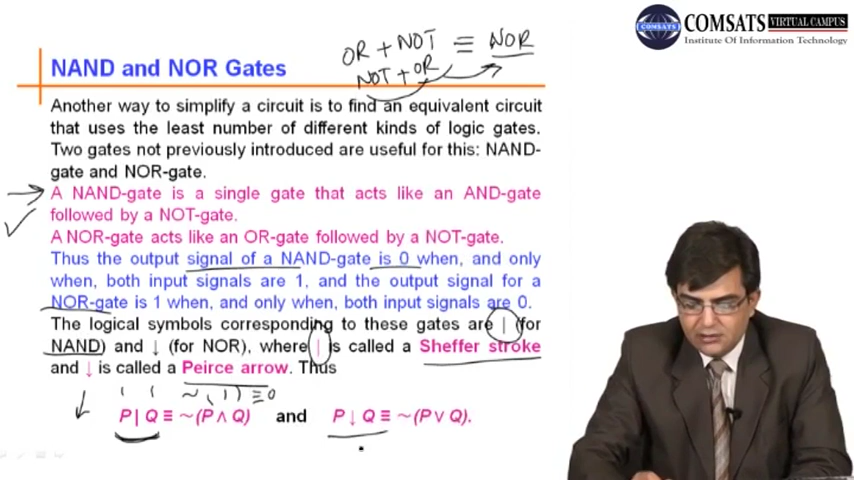 COMSATS VIRTUAL CAMPUS
Institute Of Information Technology
OR + NOT ≡ NOR
NOT + OR
NAND and NOR Gates
Another way to simplify a circuit is to find an equivalent circuit
that uses the least number of different kinds of logic gates.
Two gates not previously introduced are useful for this: NAND-
gate and NOR-gate.
A NAND-gate is a single gate that acts like an AND-gate
followed by a NOT-gate.
A NOR-gate acts like an OR-gate followed by a NOT-gate.
Thus the output signal of a NAND-gate is 0 when, and only
when, both input signals are 1, and the output signal for a
NOR-gate is 1 when, and only when, both input signals are 0.
The logical symbols corresponding to these gates are | (for
NAND) and ↓ (for NOR), where | is called a Sheffer stroke
and ↓ is called a Peirce arrow. Thus
1 1 ~(1) ≡ 0
P | Q ≡ ~(P ∧ Q) and P ↓ Q ≡ ~(P ∨ Q).